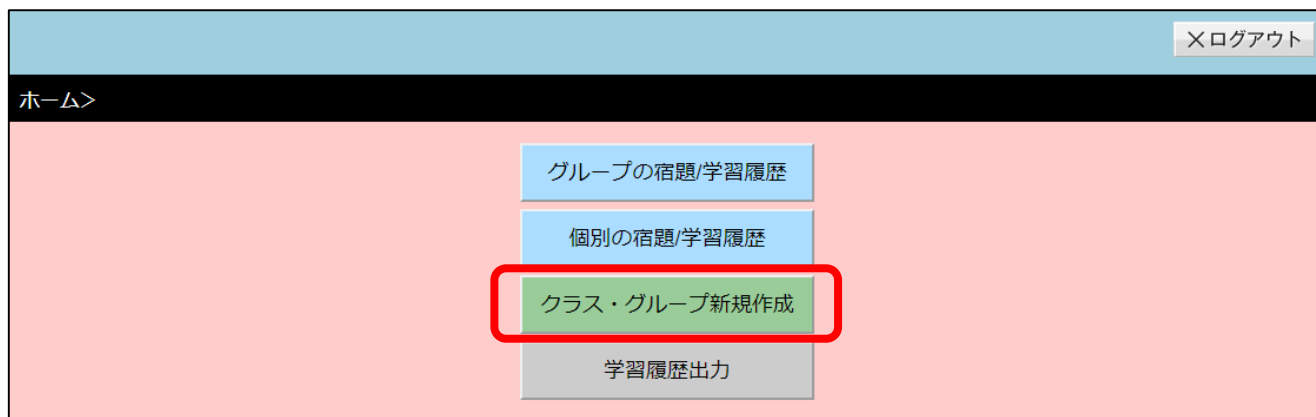 ×ログアウト
ホーム>
グループの宿題/学習履歴
個別の宿題/学習履歴
クラス・グループ新規作成
学習履歴出力